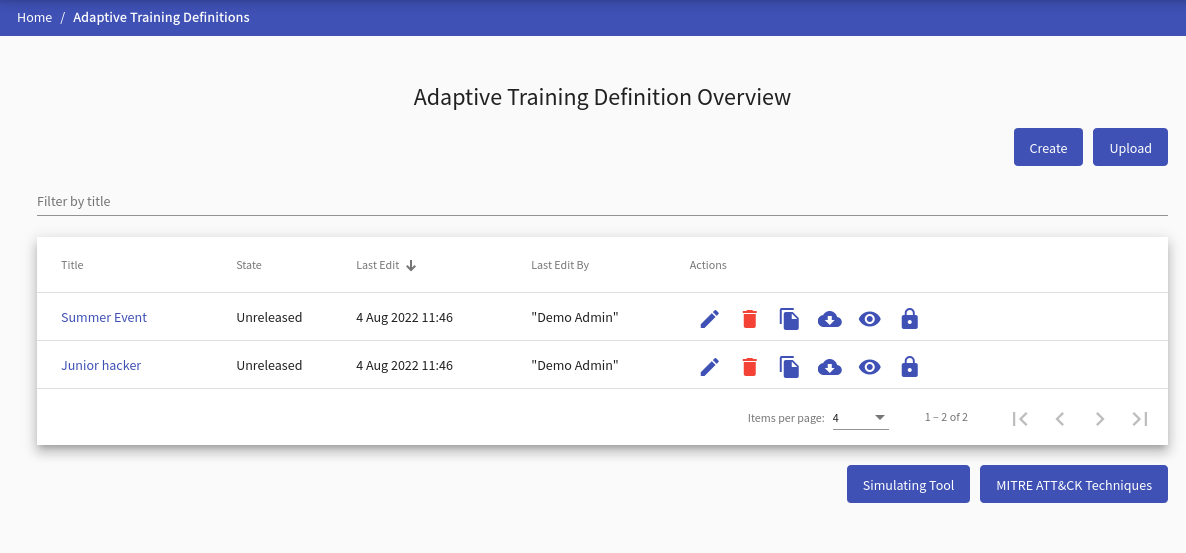 Home / Adaptive Training Definitions
Adaptive Training Definition Overview
Create Upload
Filter by title
Title State Last Edit Last Edit By Actions
Summer Event Unreleased 4 Aug 2022 11:46 "Demo Admin"
Junior hacker Unreleased 4 Aug 2022 11:46 "Demo Admin"
Items per page: 4 1 – 2 of 2
Simulating Tool MITRE ATT&CK Techniques